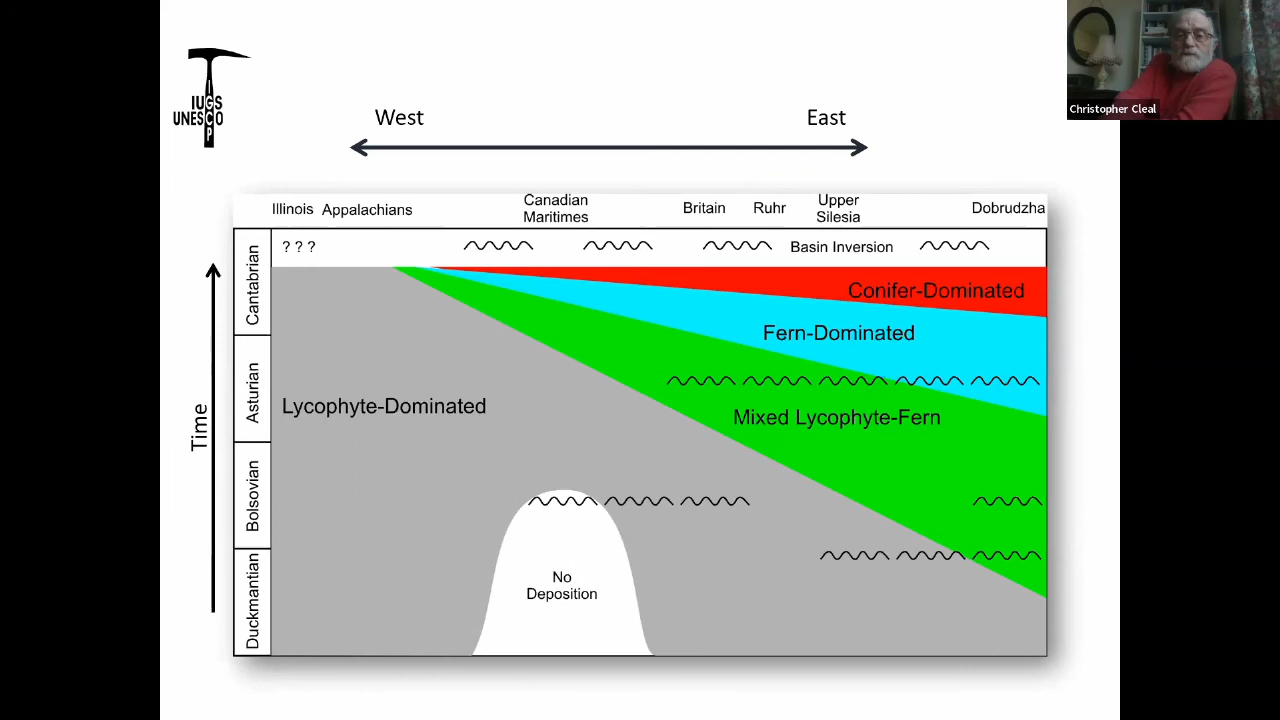 IUGS
UNESCO
IGCP
Christopher Cleal
West
East
Illinois
Appalachians
Canadian
Maritimes
Britain
Ruhr
Upper
Silesia
Dobrudzha
? ? ?
Basin Inversion
Cantabrian
Conifer-Dominated
Fern-Dominated
Asturian
Lycophyte-Dominated
Mixed Lycophyte-Fern
Time
Bolsovian
Duckmantian
No
Deposition